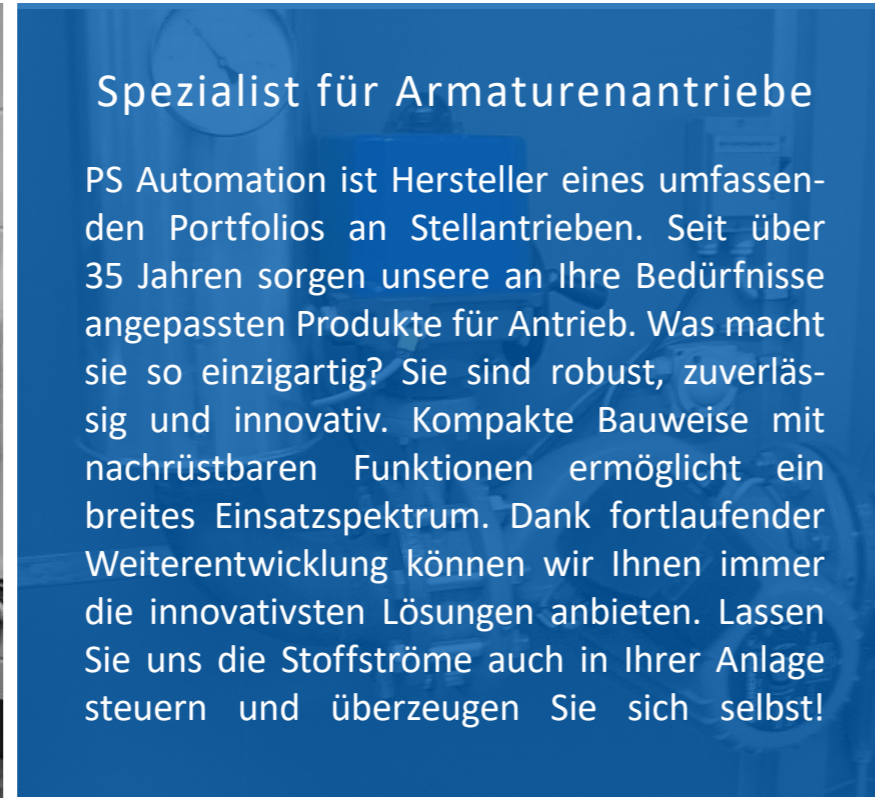 Spezialist für Armaturenantriebe
PS Automation ist Hersteller eines umfassen-
den Portfolios an Stellantrieben. Seit über
35 Jahren sorgen unsere an Ihre Bedürfnisse
angepassten Produkte für Antrieb. Was macht
sie so einzigartig? Sie sind robust, zuverläs-
sig und innovativ. Kompakte Bauweise mit
nachrüstbaren Funktionen ermöglicht ein
breites Einsatzspektrum. Dank fortlaufender
Weiterentwicklung können wir Ihnen immer
die innovativsten Lösungen anbieten. Lassen
Sie uns die Stoffströme auch in Ihrer Anlage
steuern und überzeugen Sie sich selbst!